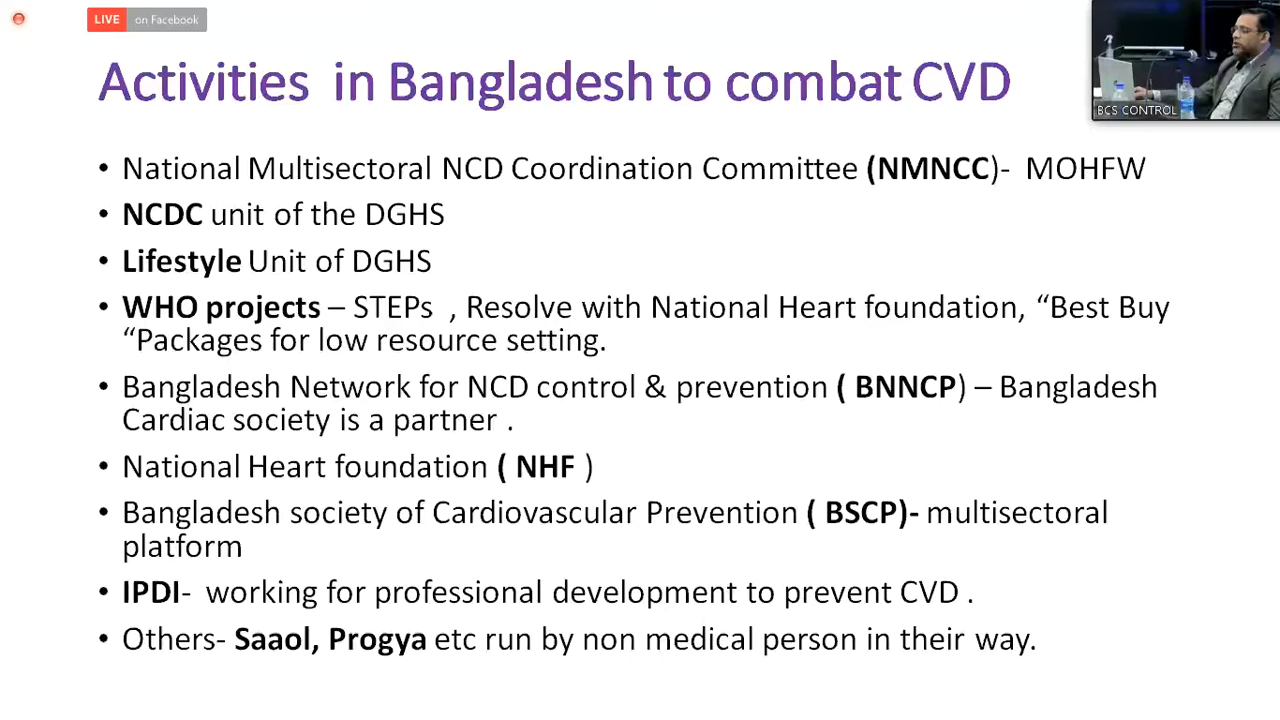 LIVE on Facebook
Activities in Bangladesh to combat CVD
BCS CONTROL
• National Multisectoral NCD Coordination Committee (NMNCC)- MOHFW
• NCDC unit of the DGHS
• Lifestyle Unit of DGHS
• WHO projects – STEPs , Resolve with National Heart foundation, “Best Buy
“Packages for low resource setting.
• Bangladesh Network for NCD control & prevention ( BNNCP) – Bangladesh
Cardiac society is a partner .
• National Heart foundation ( NHF )
• Bangladesh society of Cardiovascular Prevention ( BSCP)- multisectoral
platform
• IPDI- working for professional development to prevent CVD .
• Others- Saaol, Progya etc run by non medical person in their way.